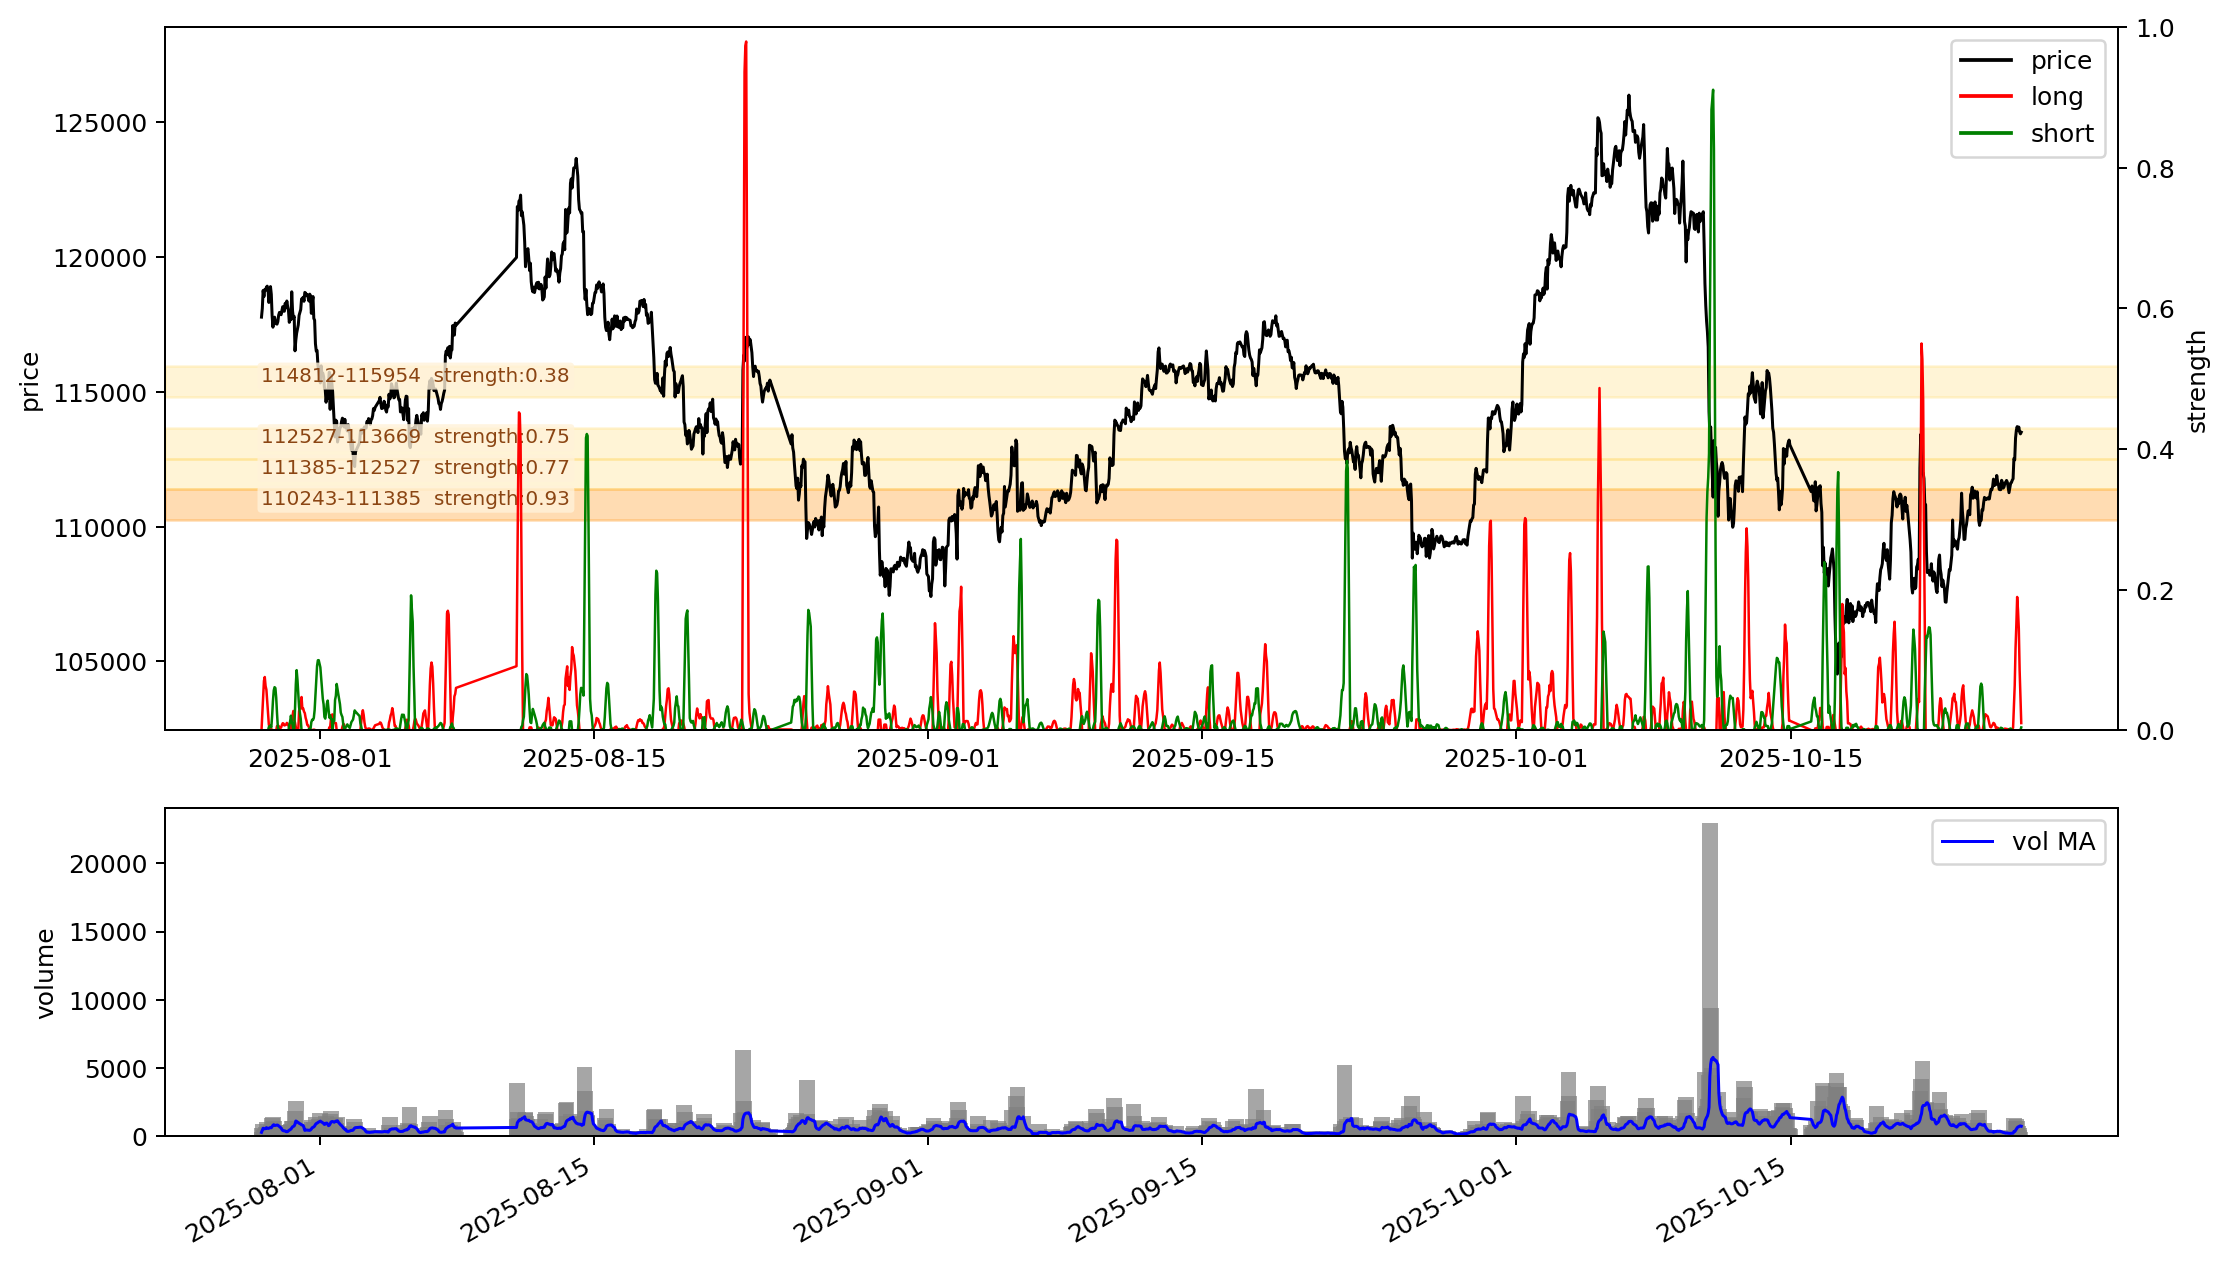 price
long
short
125000
120000
115000
110000
105000
price
1.0
0.8
0.6
0.4
0.2
0.0
strength
114812-115954 strength:0.38
112527-113669 strength:0.75
111385-112527 strength:0.77
110243-111385 strength:0.93
2025-08-01
2025-08-15
2025-09-01
2025-09-15
2025-10-01
2025-10-15
vol MA
20000
15000
10000
5000
0
volume
2025-08-01
2025-08-15
2025-09-01
2025-09-15
2025-10-01
2025-10-15